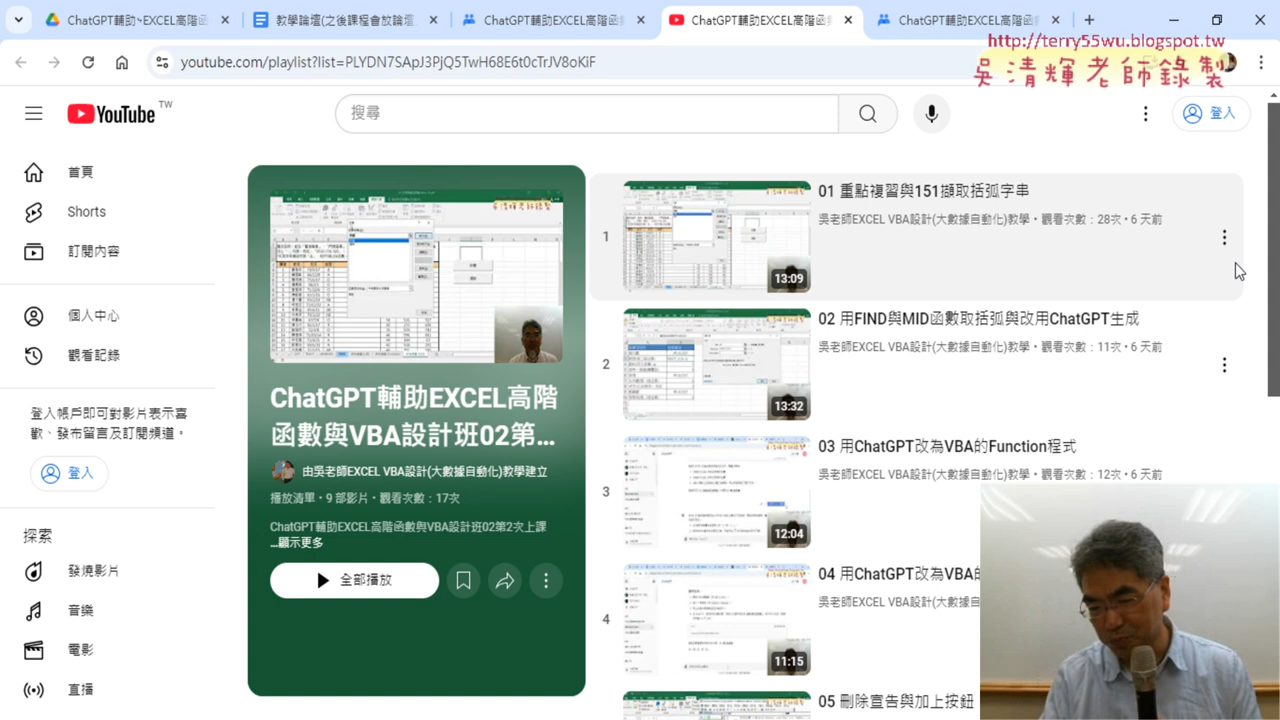 ChatGPT輔助~EXCEL高階函
教學論壇(之後課程會放論壇
ChatGPT輔助EXCEL高階函數
ChatGPT輔助EXCEL高階函數
ChatGPT輔助EXCEL高階函數
http://terry55wu.blogspot.tw
吳清輝老師錄製
youtube.com/playlist?list=PLYDN7SApJ3PjQ5TwH68E6t0cTrJV8oKiF
YouTube TW
搜尋
登入
首頁
Shorts
訂閱內容
個人中心
觀看記錄
登入帳戶即可對影片表示喜
歡、發布留言及訂閱頻道。
登入
探索
發燒影片
音樂
電影
直播
ChatGPT輔助EXCEL高階
函數與VBA設計班02第...
由吳老師EXCEL VBA設計(大數據自動化)教學建立
播放清單•9 部影片•觀看次數：17次
ChatGPT輔助EXCEL高階函數與VBA設計班02第2次上課
...顯示更多
全部播放
1
13:09
01 重點複習與151擷取括弧字串
吳老師EXCEL VBA設計(大數據自動化)教學•觀看次數：28次•6 天前
2
13:32
02 用FIND與MID函數取括弧與改用ChatGPT生成
吳老師EXCEL VBA設計(大數據自動化)教學•觀看次數：11次•6 天前
3
12:04
03 用ChatGPT改為VBA的Function程式
吳老師EXCEL VBA設計(大數據自動化)教學•觀看次數：12次•6 天前
4
11:15
04 用ChatGPT改為VBA的
吳老師EXCEL VBA設計(大數據自動化)
05 刪除宣告與加上按鈕